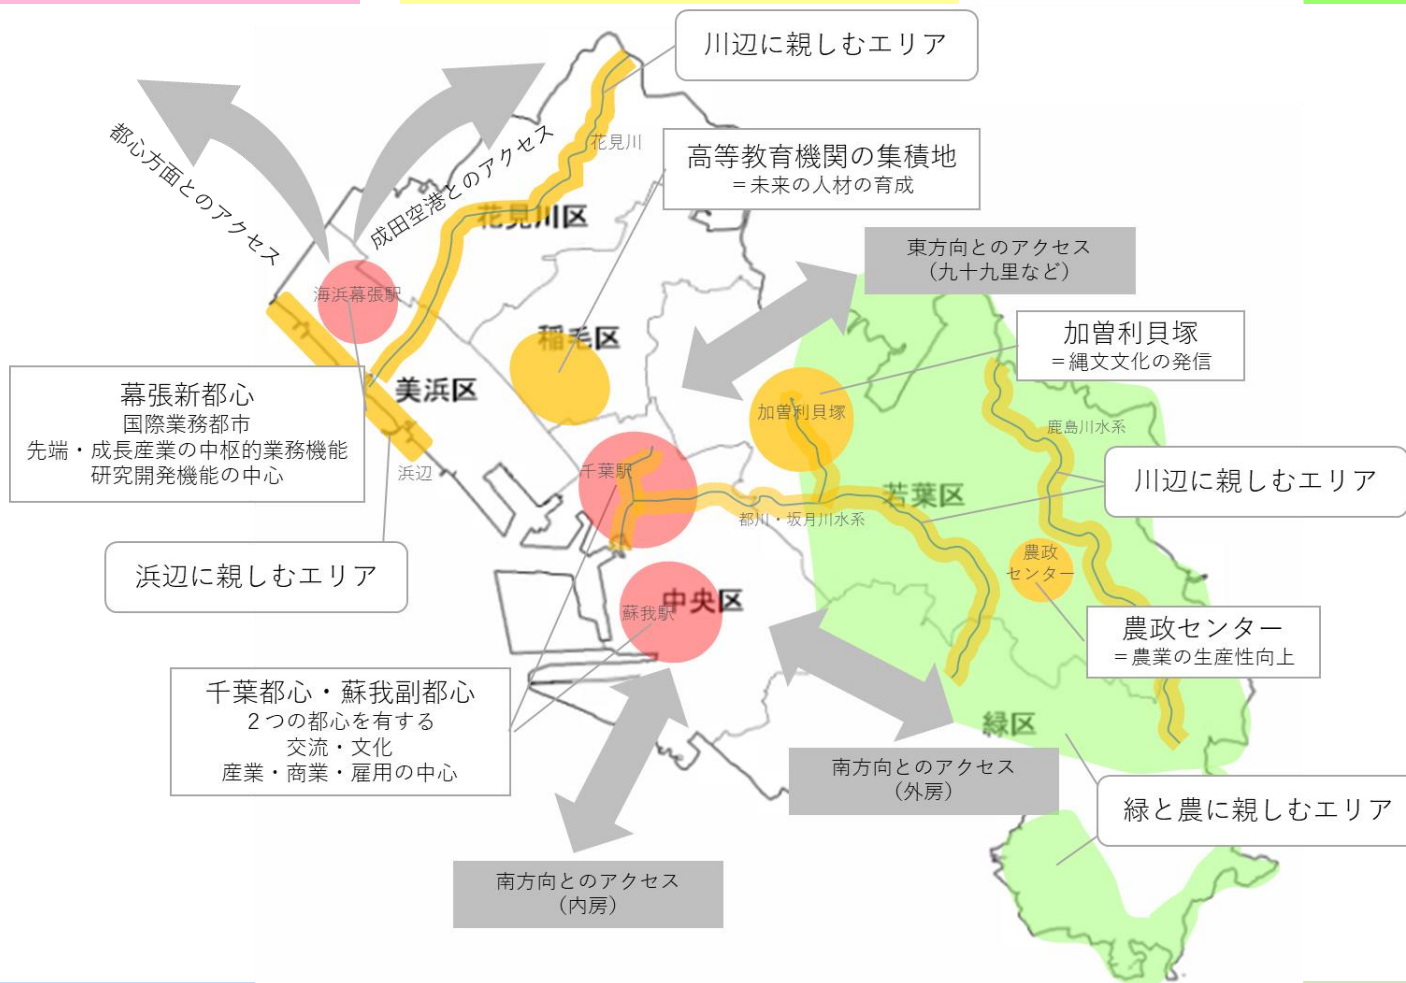 川辺に親しむエリア
都心方面とのアクセス
成田空港とのアクセス
花見川
高等教育機関の集積地
＝未来の人材の育成
花見川区
東方向とのアクセス
（九十九里など）
海浜幕張駅
稲毛区
加曽利貝塚
＝縄文文化の発信
幕張新都心
国際業務都市
先端・成長産業の中枢的業務機能
研究開発機能の中心
美浜区
加曽利貝塚
鹿島川水系
浜辺
千葉駅
川辺に親しむエリア
若葉区
都川・坂月川水系
浜辺に親しむエリア
農政
センター
蘇我駅
中央区
農政センター
＝農業の生産性向上
千葉都心・蘇我副都心
２つの都心を有する
交流・文化
産業・商業・雇用の中心
緑区
南方向とのアクセス
（外房）
緑と農に親しむエリア
南方向とのアクセス
（内房）